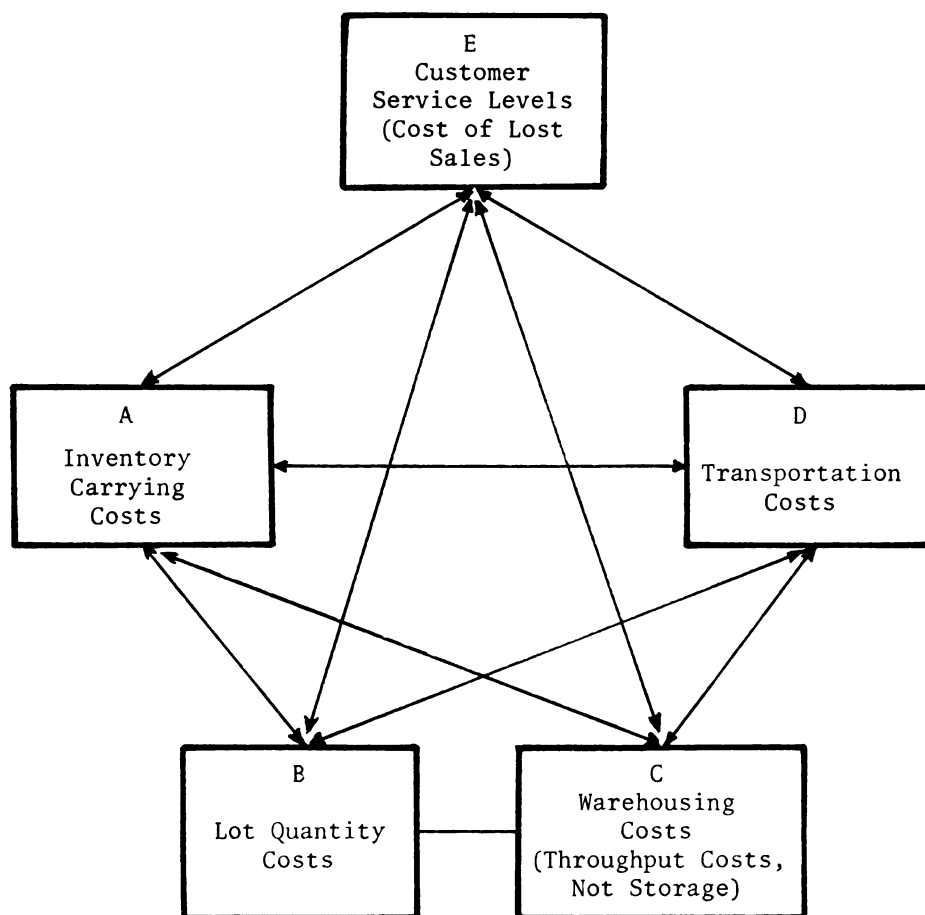 E
Customer
Service Levels
(Cost of Lost
Sales)
A
Inventory
Carrying
Costs
D
Transportation
Costs
B
Lot Quantity
Costs
C
Warehousing
Costs
(Throughput Costs,
Not Storage)